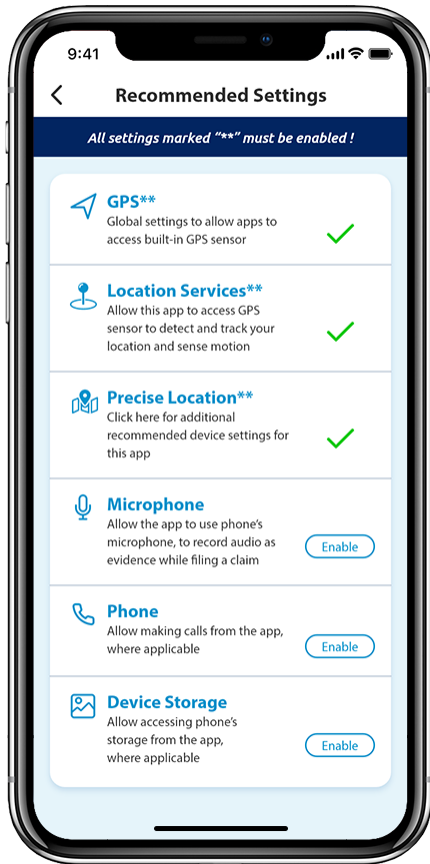 9:41
Recommended Settings
All settings marked “**” must be enabled !
GPS**
Global settings to allow apps to
access built-in GPS sensor
Location Services**
Allow this app to access GPS
sensor to detect and track your
location and sense motion
Precise Location**
Click here for additional
recommended device settings for
this app
Microphone
Allow the app to use phone’s
microphone, to record audio as
evidence while filing a claim
Enable
Phone
Allow making calls from the app,
where applicable
Enable
Device Storage
Allow accessing phone’s
storage from the app,
where applicable
Enable